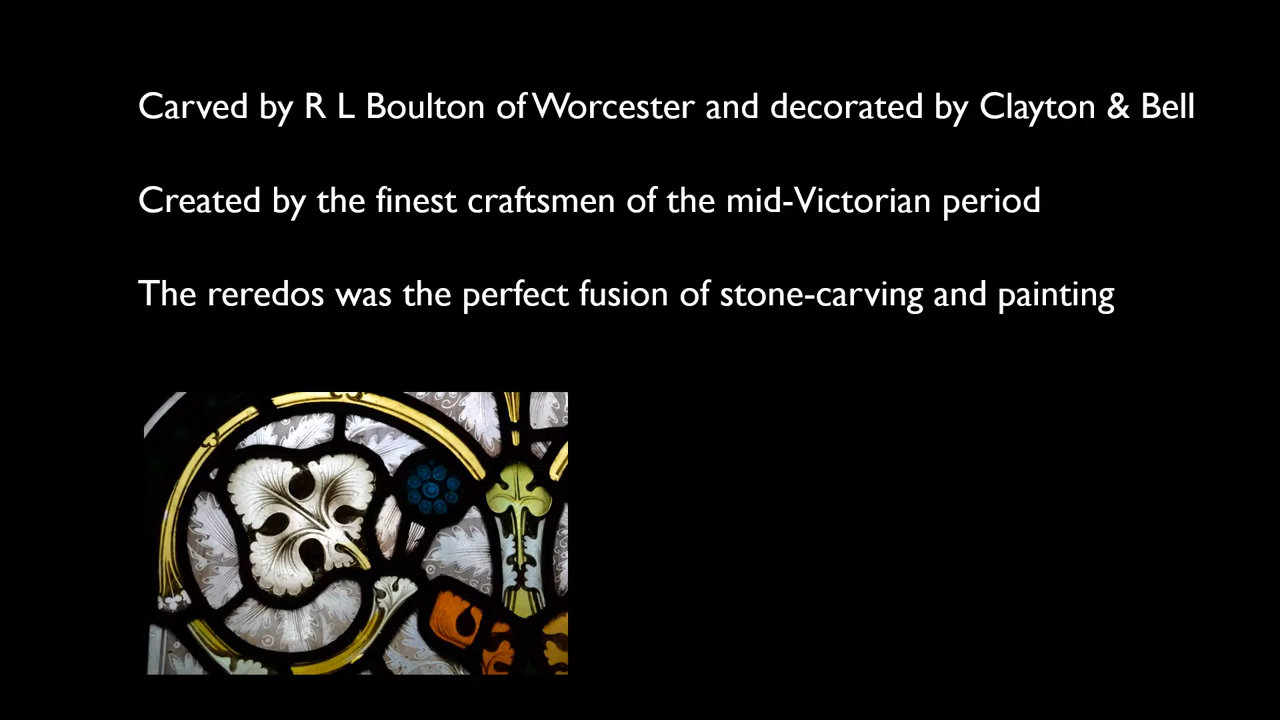 Carved by R L Boulton of Worcester and decorated by Clayton & Bell
Created by the finest craftsmen of the mid-Victorian period
The reredos was the perfect fusion of stone-carving and painting